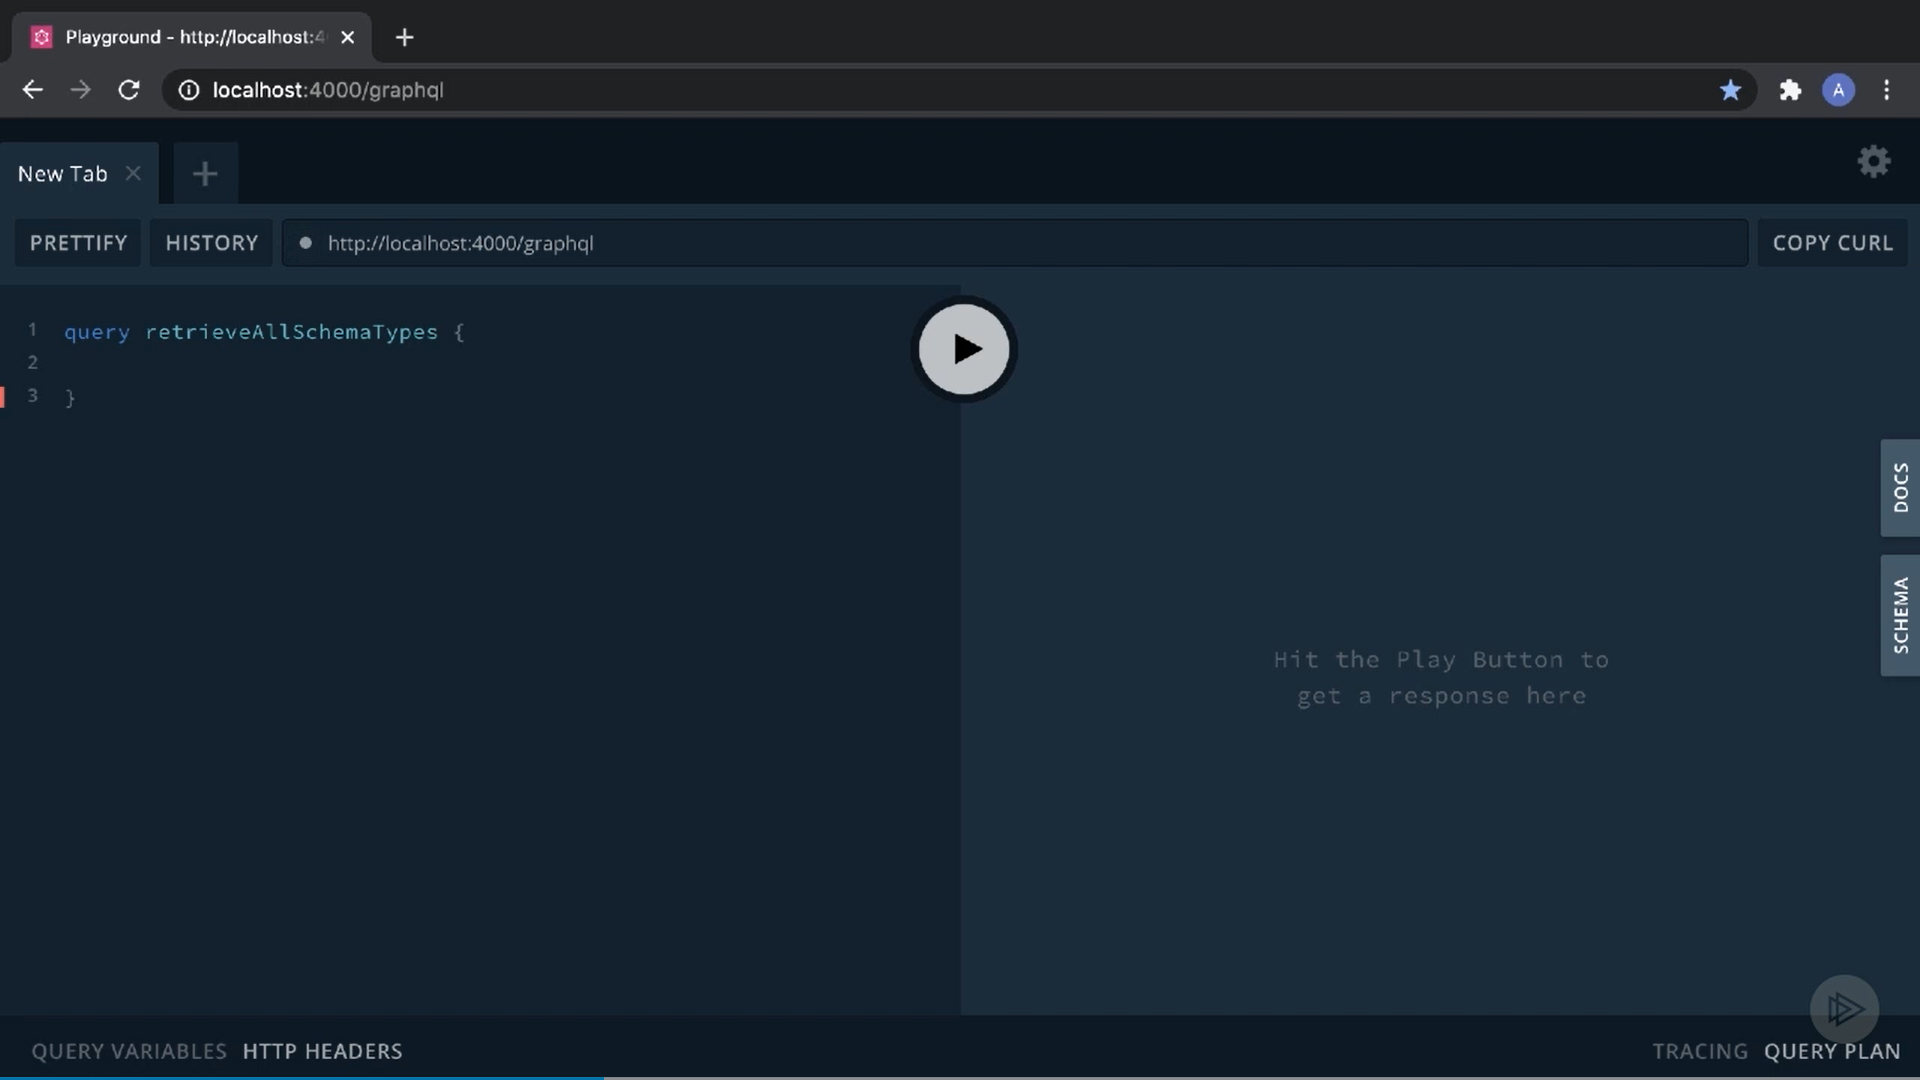 Playground - http://localhost:4
localhost:4000/graphql
A
New Tab
PRETTIFY HISTORY http://localhost:4000/graphql COPY CURL
1 query retrieveAllSchemaTypes {
2
3 }
DOCS
SCHEMA
Hit the Play Button to
get a response here
QUERY VARIABLES HTTP HEADERS TRACING QUERY PLAN